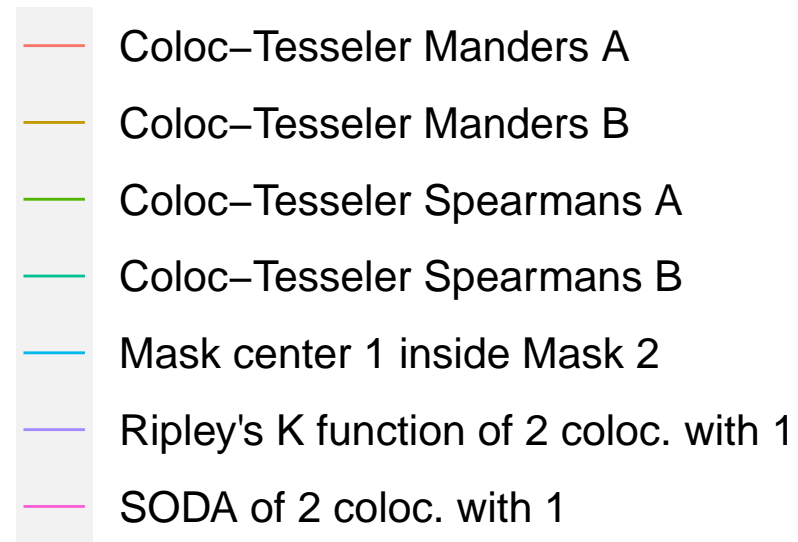 Coloc–Tesseler Manders A
Coloc–Tesseler Manders B
Coloc–Tesseler Spearmans A
Coloc–Tesseler Spearmans B
Mask center 1 inside Mask 2
Ripley's K function of 2 coloc. with 1
SODA of 2 coloc. with 1